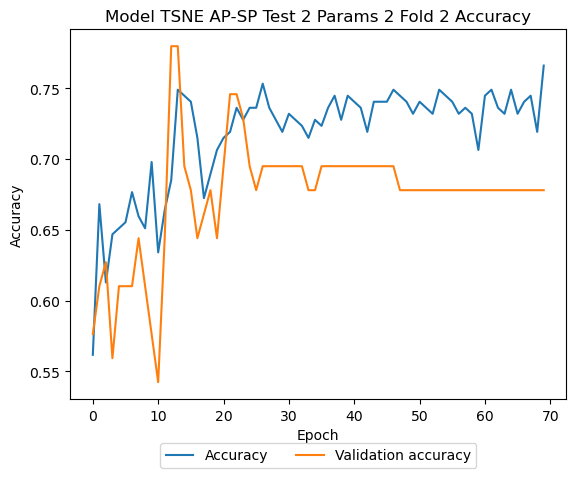 Model TSNE AP-SP Test 2 Params 2 Fold 2 Accuracy
Accuracy
0.75
0.70
0.65
0.60
0.55
0 10 20 30 40 50 60 70
Epoch
Accuracy Validation accuracy